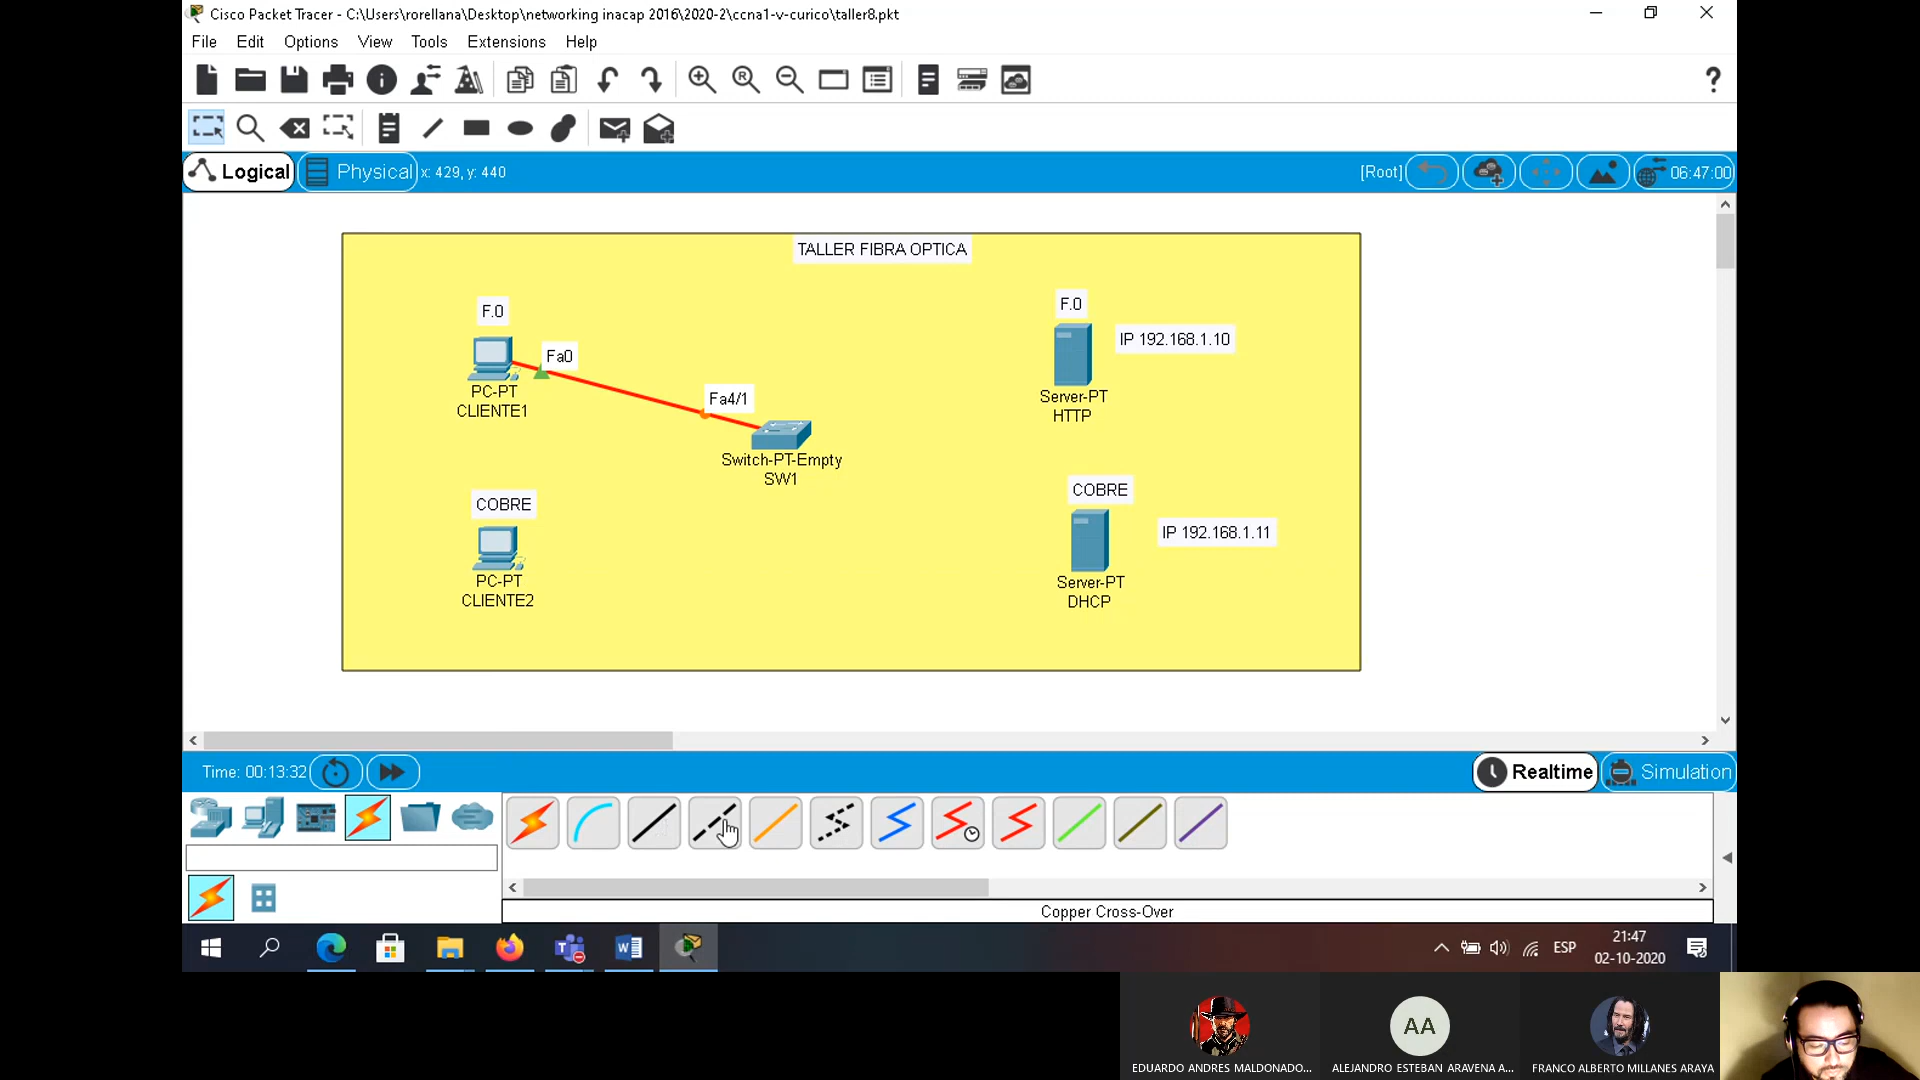 Cisco Packet Tracer - C:\Users\rorellana\Desktop\networking inacap 2016\2020-2\ccna1-v-curico\taller8.pkt
File Edit Options View Tools Extensions Help
Logical Physical x: 429, y: 440 [Root] 06:47:00
TALLER FIBRA OPTICA
F.0
Fa0
PC-PT
CLIENTE1
Fa4/1
Switch-PT-Empty
SW1
F.0
IP 192.168.1.10
Server-PT
HTTP
COBRE
PC-PT
CLIENTE2
COBRE
IP 192.168.1.11
Server-PT
DHCP
Time: 00:13:32 Realtime Simulation
Copper Cross-Over
ESP
21:47
02-10-2020
EDUARDO ANDRES MALDONADO...
AA
ALEJANDRO ESTEBAN ARAVENA A...
FRANCO ALBERTO MILLANES ARAYA